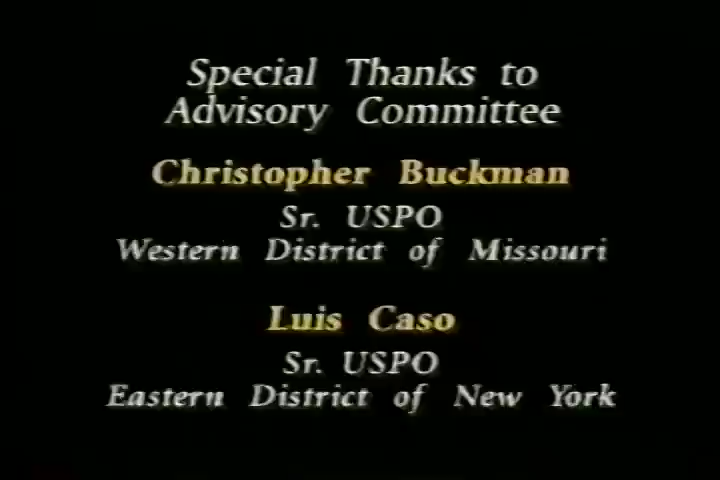 Special Thanks to
Advisory Committee
Christopher Buckman
Sr. USPO
Western District of Missouri
Luis Caso
Sr. USPO
Eastern District of New York